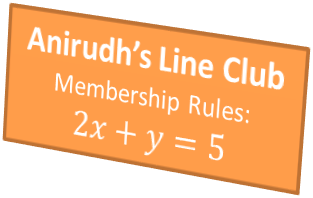 Anirudh's Line Club
Membership Rules:
2x + y = 5